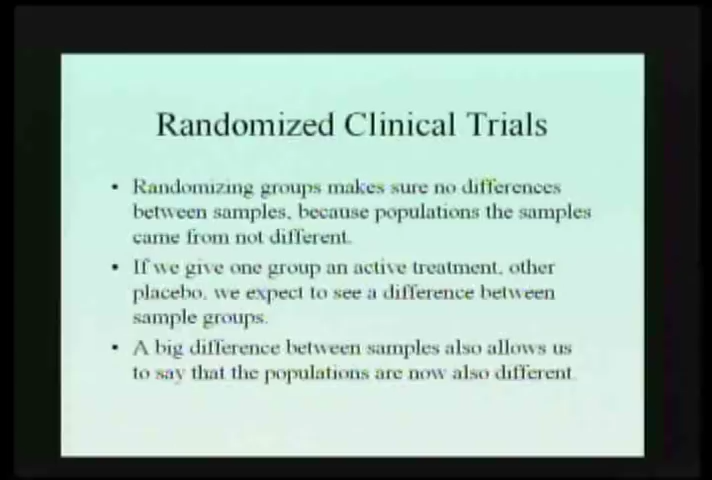 Randomized Clinical Trials
• Randomizing groups makes sure no differences
between samples, because populations the samples
came from not different.
• If we give one group an active treatment, other
placebo, we expect to see a difference between
sample groups.
• A big difference between samples also allows us
to say that the populations are now also different.